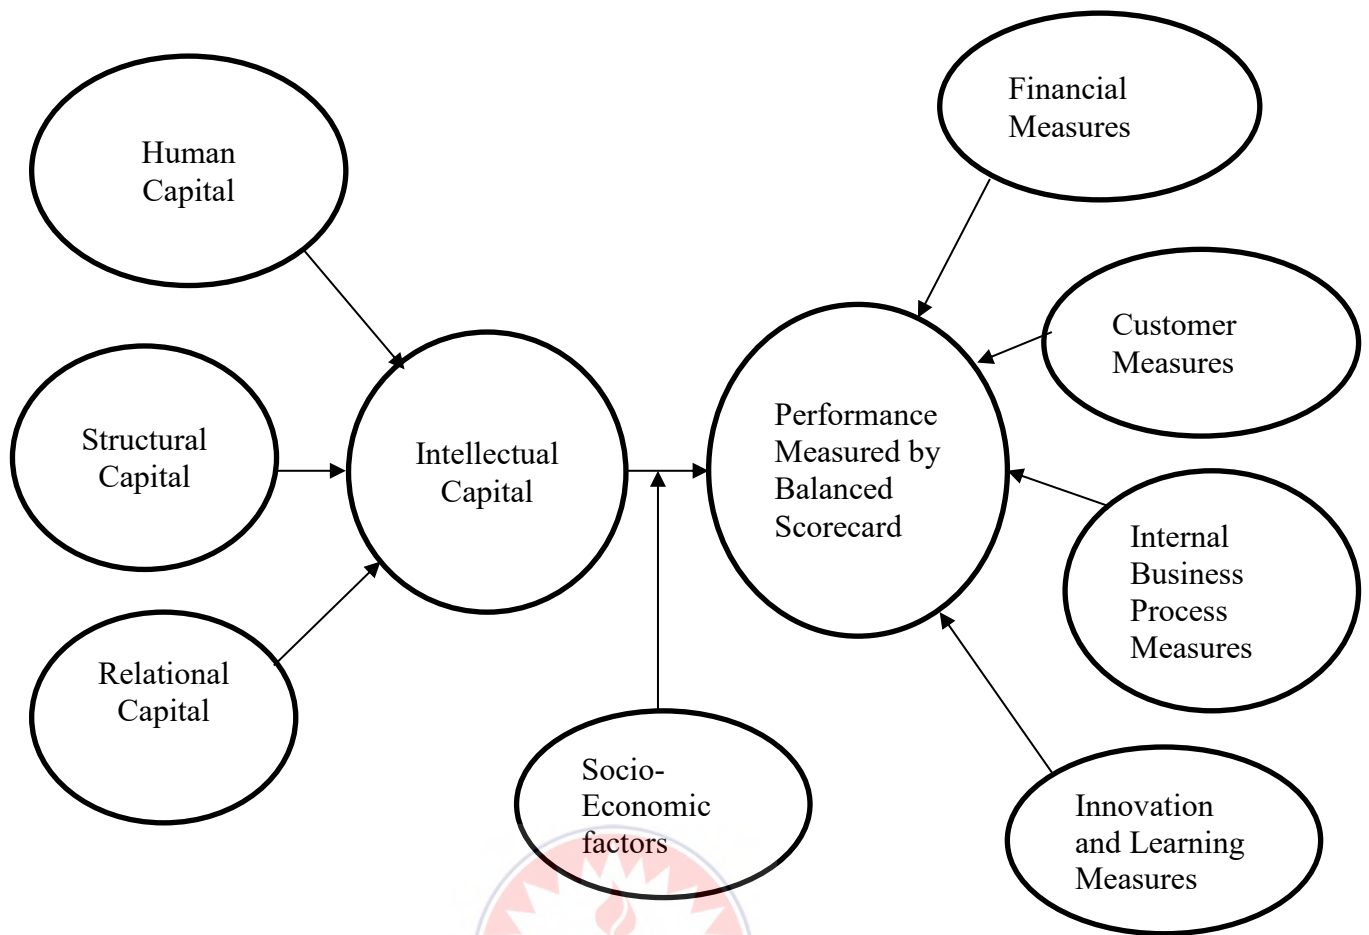 Human
Capital
Structural
Capital
Relational
Capital
Intellectual
Capital
Socio-
Economic
factors
Performance
Measured by
Balanced
Scorecard
Financial
Measures
Customer
Measures
Internal
Business
Process
Measures
Innovation
and Learning
Measures